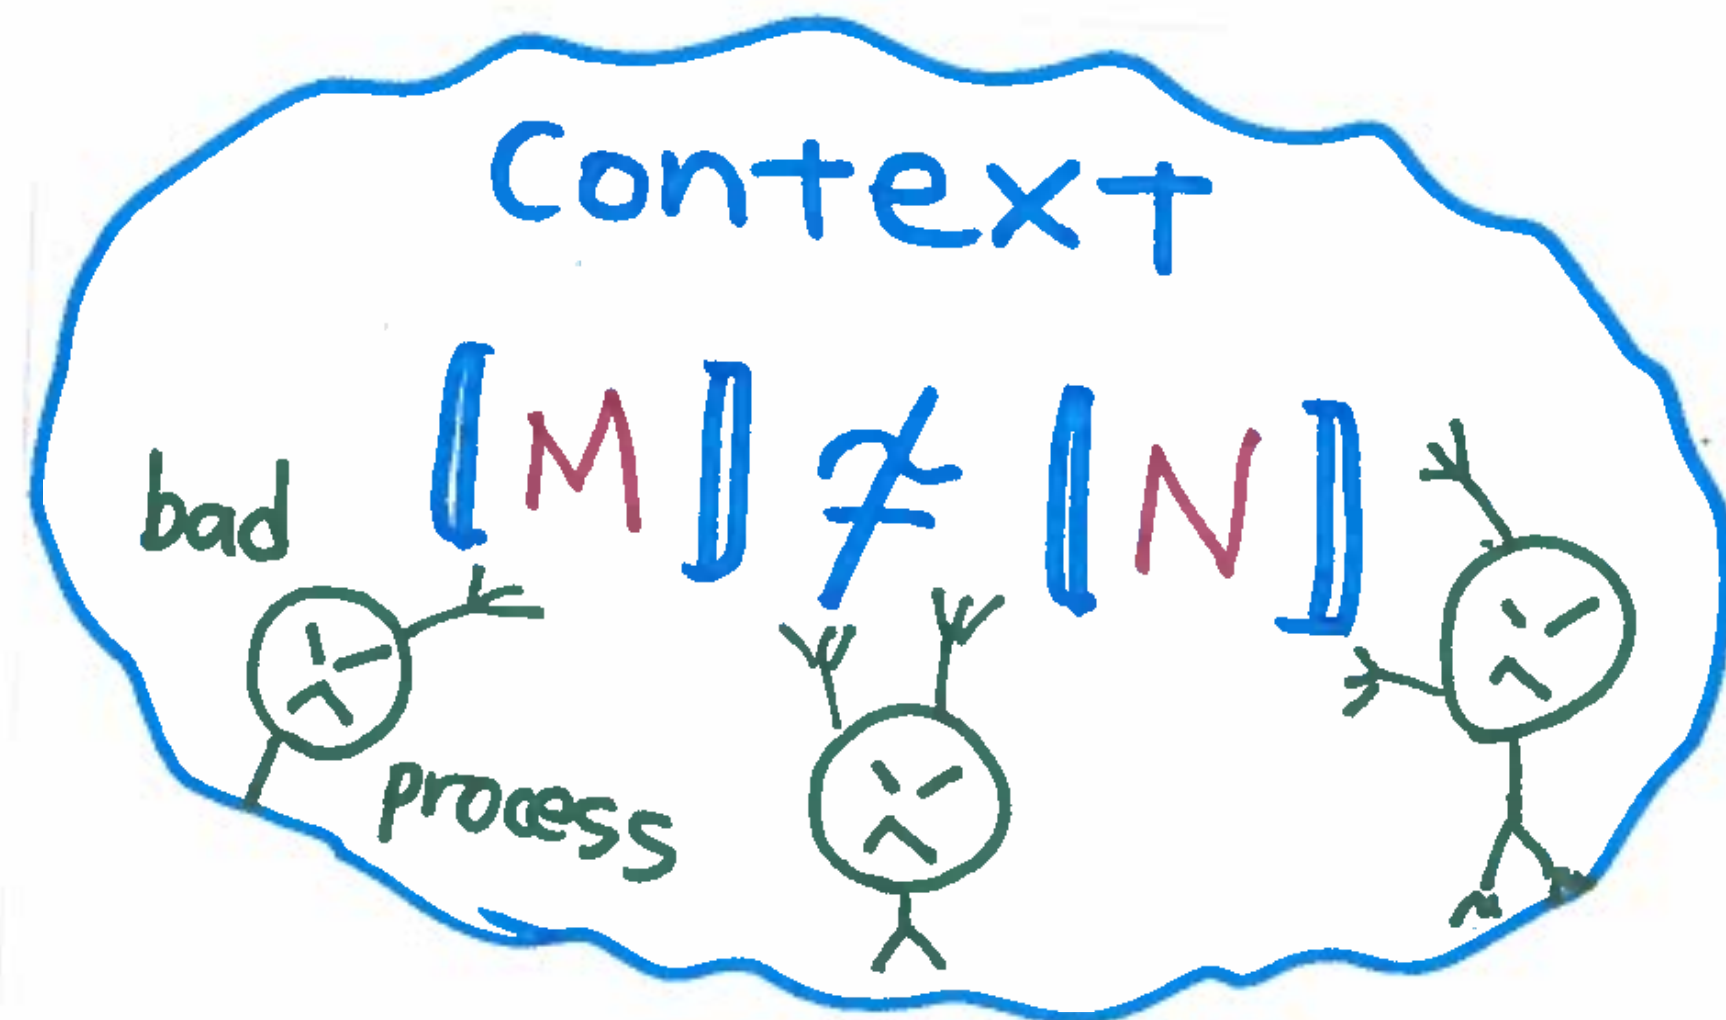 Context
⟦M⟧ ≄ ⟦N⟧
bad
process